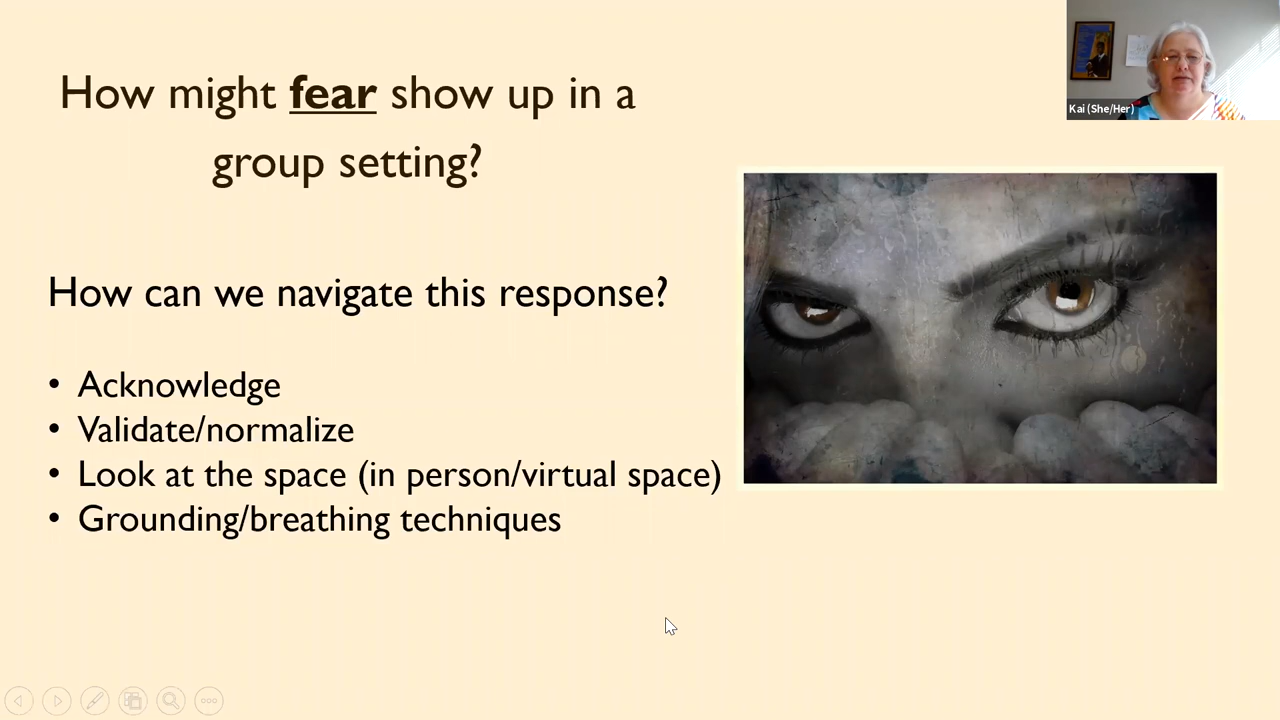 How might fear show up in a
group setting?
How can we navigate this response?
• Acknowledge
• Validate/normalize
• Look at the space (in person/virtual space)
• Grounding/breathing techniques
Kai (She/Her)